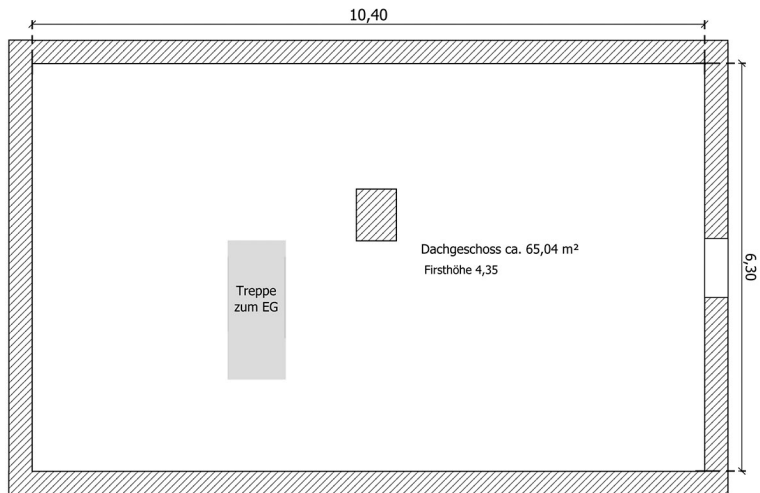 10,40
Dachgeschoss ca. 65,04 m²
Firsthöhe 4,35
6,30
Treppe
zum EG